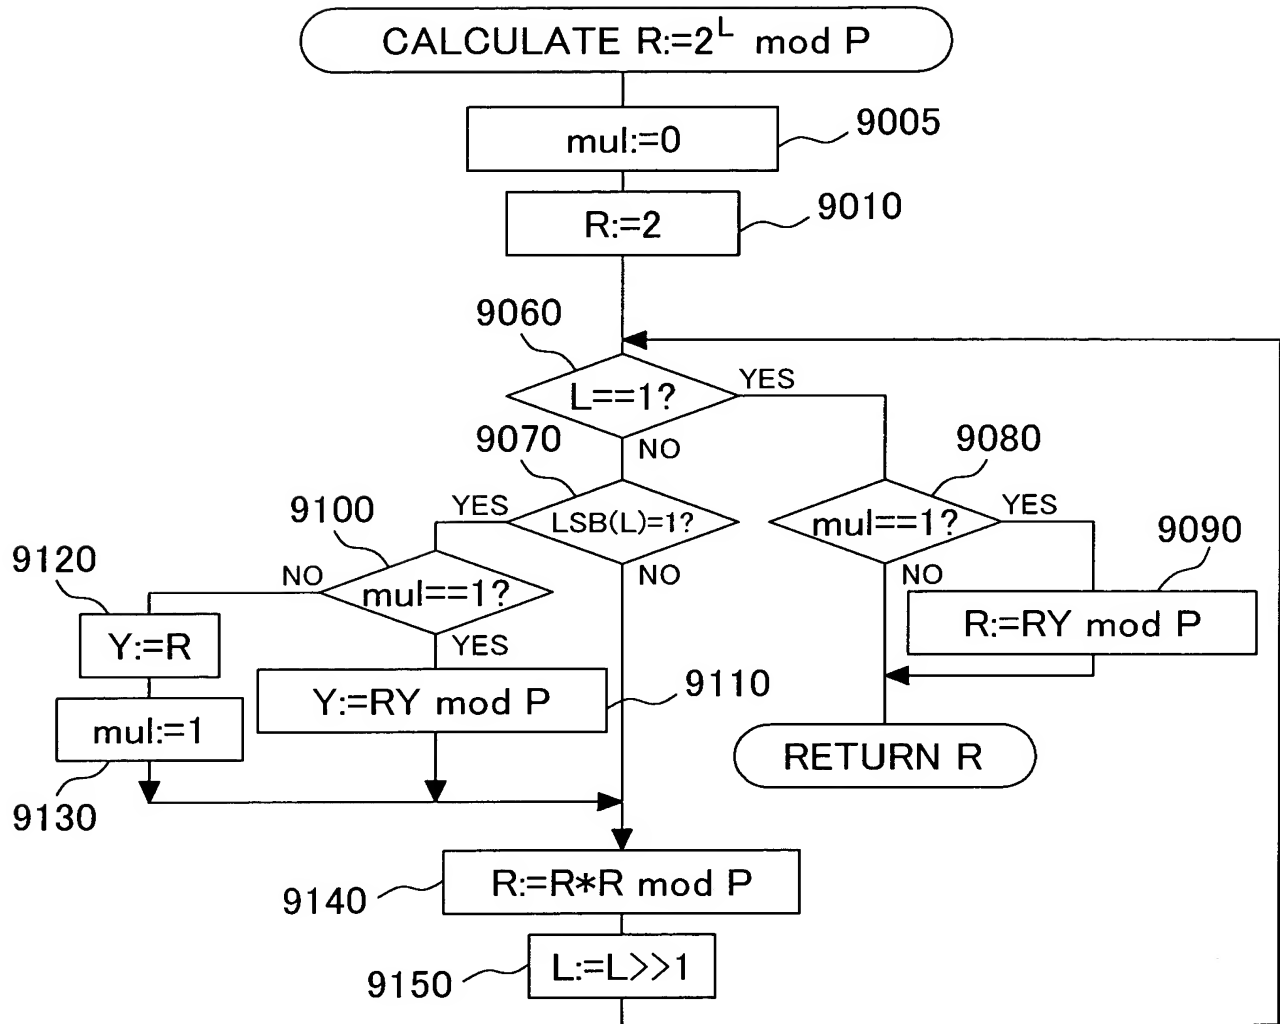 CALCULATE R:=2^L mod P
mul:=0
9005
R:=2
9010
9060
L==1?
YES
NO
9070
LSB(L)=1?
YES
NO
9080
mul==1?
YES
NO
9090
R:=RY mod P
9100
mul==1?
NO
YES
9120
Y:=R
Y:=RY mod P
9110
mul:=1
9130
RETURN R
R:=R*R mod P
9140
L:=L>>1
9150